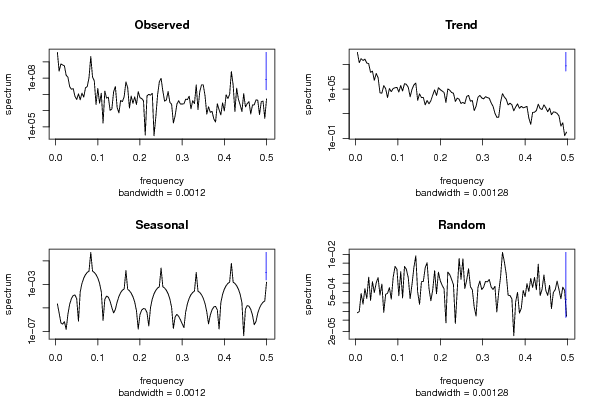 Observed
spectrum
1e+05 1e+08
0.0 0.1 0.2 0.3 0.4 0.5
frequency
bandwidth = 0.0012
Trend
spectrum
1e-01 1e+05
0.0 0.1 0.2 0.3 0.4 0.5
frequency
bandwidth = 0.00128
Seasonal
spectrum
1e-07 1e-03
0.0 0.1 0.2 0.3 0.4 0.5
frequency
bandwidth = 0.0012
Random
spectrum
2e-05 5e-04 1e-02
0.0 0.1 0.2 0.3 0.4 0.5
frequency
bandwidth = 0.00128